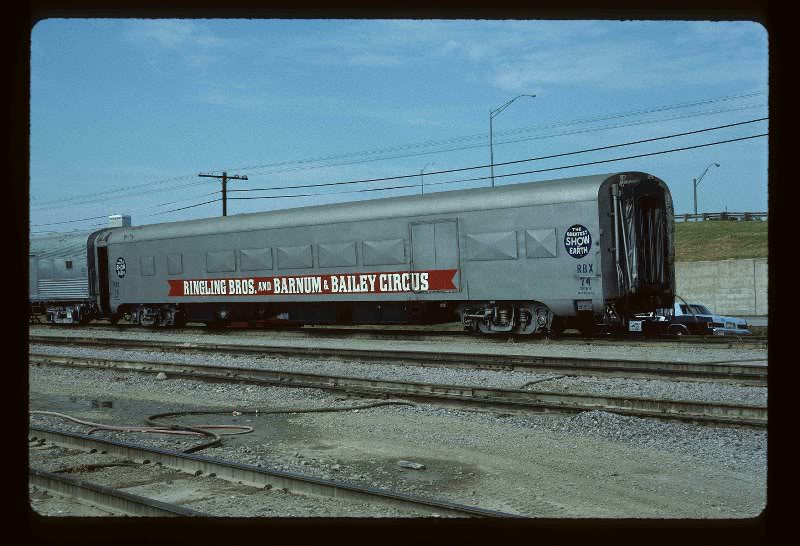 RINGLING BROS. AND BARNUM & BAILEY CIRCUS
THE GREATEST
SHOW
ON
EARTH
RBX
74